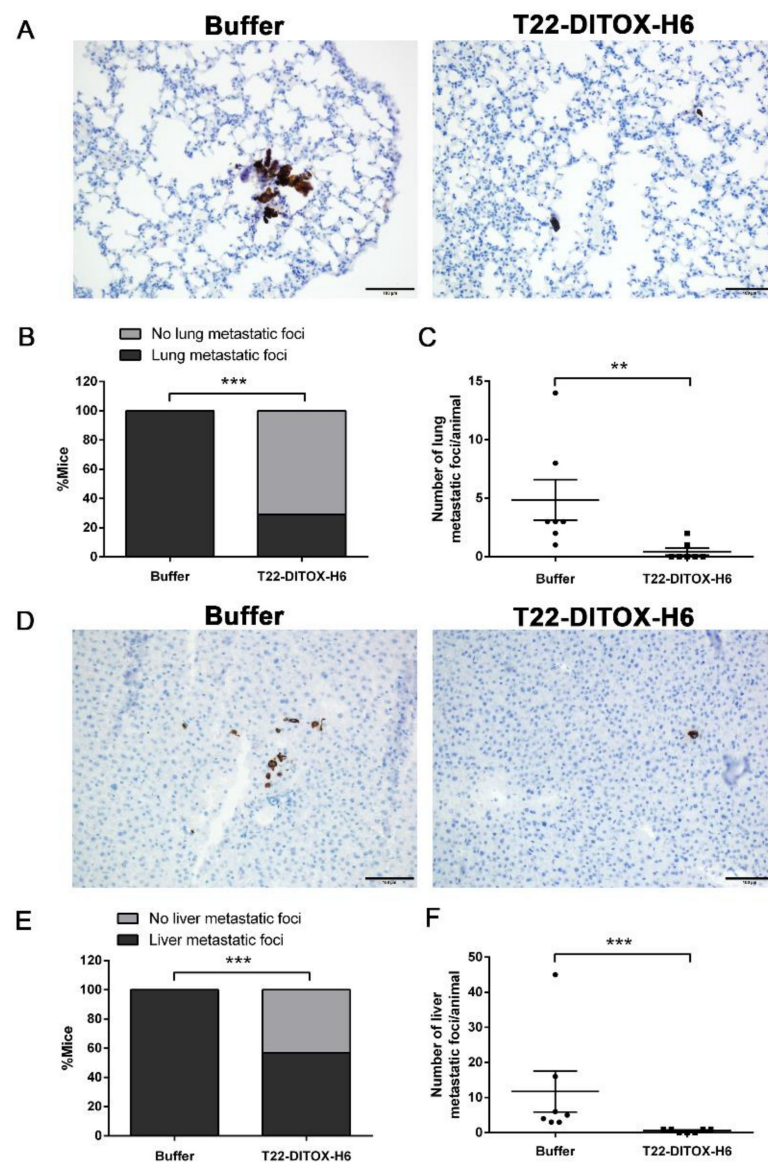 A
Buffer
T22-DITOX-H6
B
No lung metastatic foci
Lung metastatic foci
120
100
80
60
40
20
0
%Mice
***
Buffer
T22-DITOX-H6
C
Number of lung
metastatic foci/animal
15
10
5
0
**
Buffer
T22-DITOX-H6
D
Buffer
T22-DITOX-H6
E
No liver metastatic foci
Liver metastatic foci
120
100
80
60
40
20
0
%Mice
***
Buffer
T22-DITOX-H6
F
Number of liver
metastatic foci/animal
50
40
30
20
10
0
***
Buffer
T22-DITOX-H6